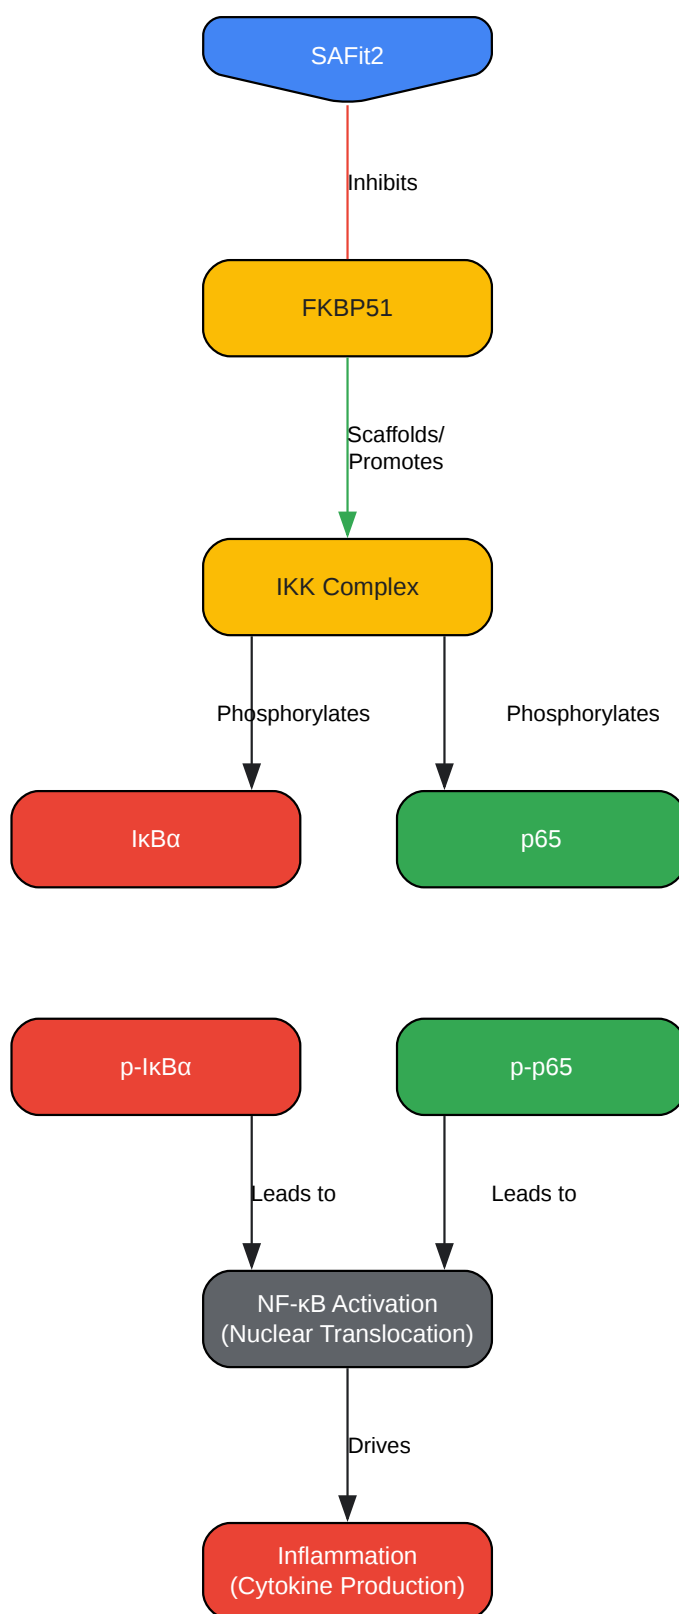 SAFit2
Inhibits
FKBP51
Scaffolds/
Promotes
IKK Complex
Phosphorylates
Phosphorylates
IκBα
p65
p-IκBα
p-p65
Leads to
Leads to
NF-κB Activation
(Nuclear Translocation)
Drives
Inflammation
(Cytokine Production)